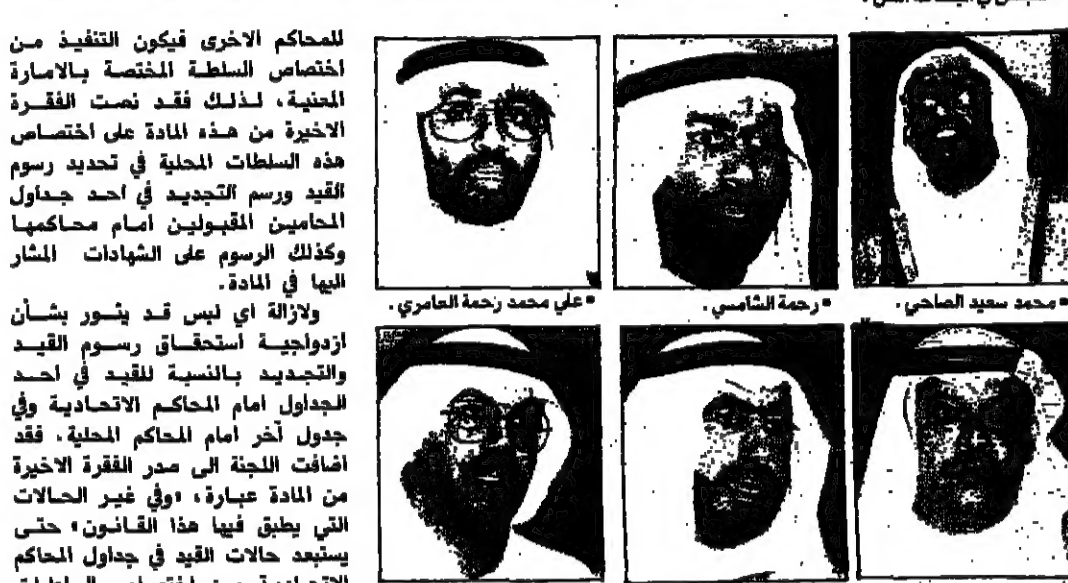 للمحاكم الاخرى فيكون التنفيذ من
اختصاص السلطة المختصة بالامارة
المعنية، لذلك فقد نصت الفقرة
الاخيرة من هذه المادة على اختصاص
هذه السلطات المحلية في تحديد رسوم
القيد ورسم التجديد في احد جداول
المحامين المقبولين امام محاكمها
وكذلك الرسوم على الشهادات المشار
اليها في المادة.
ولازالة اي لبس قد يثور بشأن
ازدواجية استحقاق رسوم القيد
والتجديد بالنسبة للقيد في احد
الجداول امام المحاكم الاتحادية وفي
جدول آخر امام المحاكم المحلية، فقد
اضافت اللجنة الى صدر الفقرة الاخيرة
من المادة عبارة، «وفي غير الحالات
التي يطبق فيها هذا القانون» حتى
يستبعد حالات القيد في جداول المحاكم
▪ محمد سعيد الصاحي.
▪ رحمة الشامسي.
▪ علي محمد رحمة العامري.